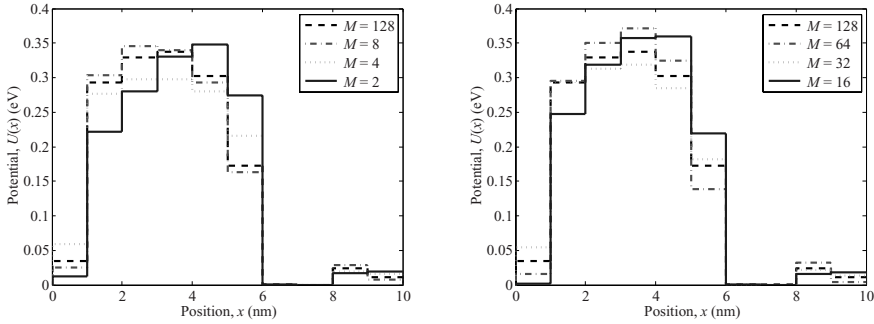 0.4
0.35
0.3
0.25
0.2
0.15
0.1
0.05
0
Potential, U(x) (eV)
0 2 4 6 8 10
Position, x (nm)
M = 128
M = 8
M = 4
M = 2
0.4
0.35
0.3
0.25
0.2
0.15
0.1
0.05
0
Potential, U(x) (eV)
0 2 4 6 8 10
Position, x (nm)
M = 128
M = 64
M = 32
M = 16